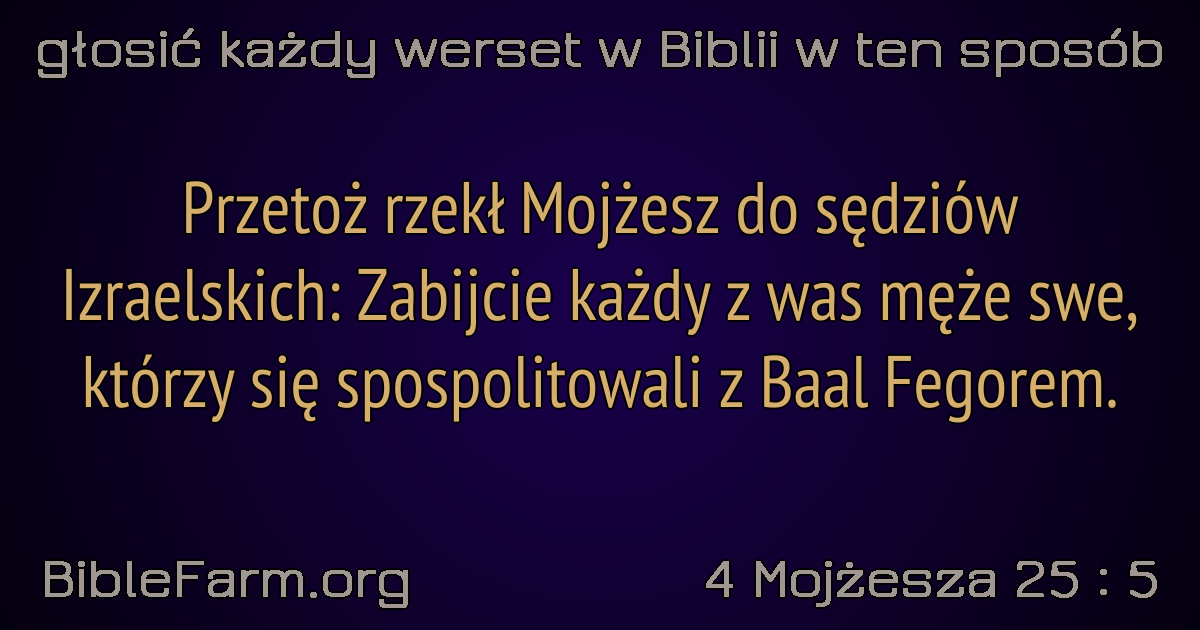 głosić każdy werset w Biblii w ten sposób
Przetoż rzekł Mojżesz do sędziów
Izraelskich: Zabijcie każdy z was męże swe,
którzy się spospolitowali z Baal Fegorem.
BibleFarm.org
4 Mojżesza 25 : 5